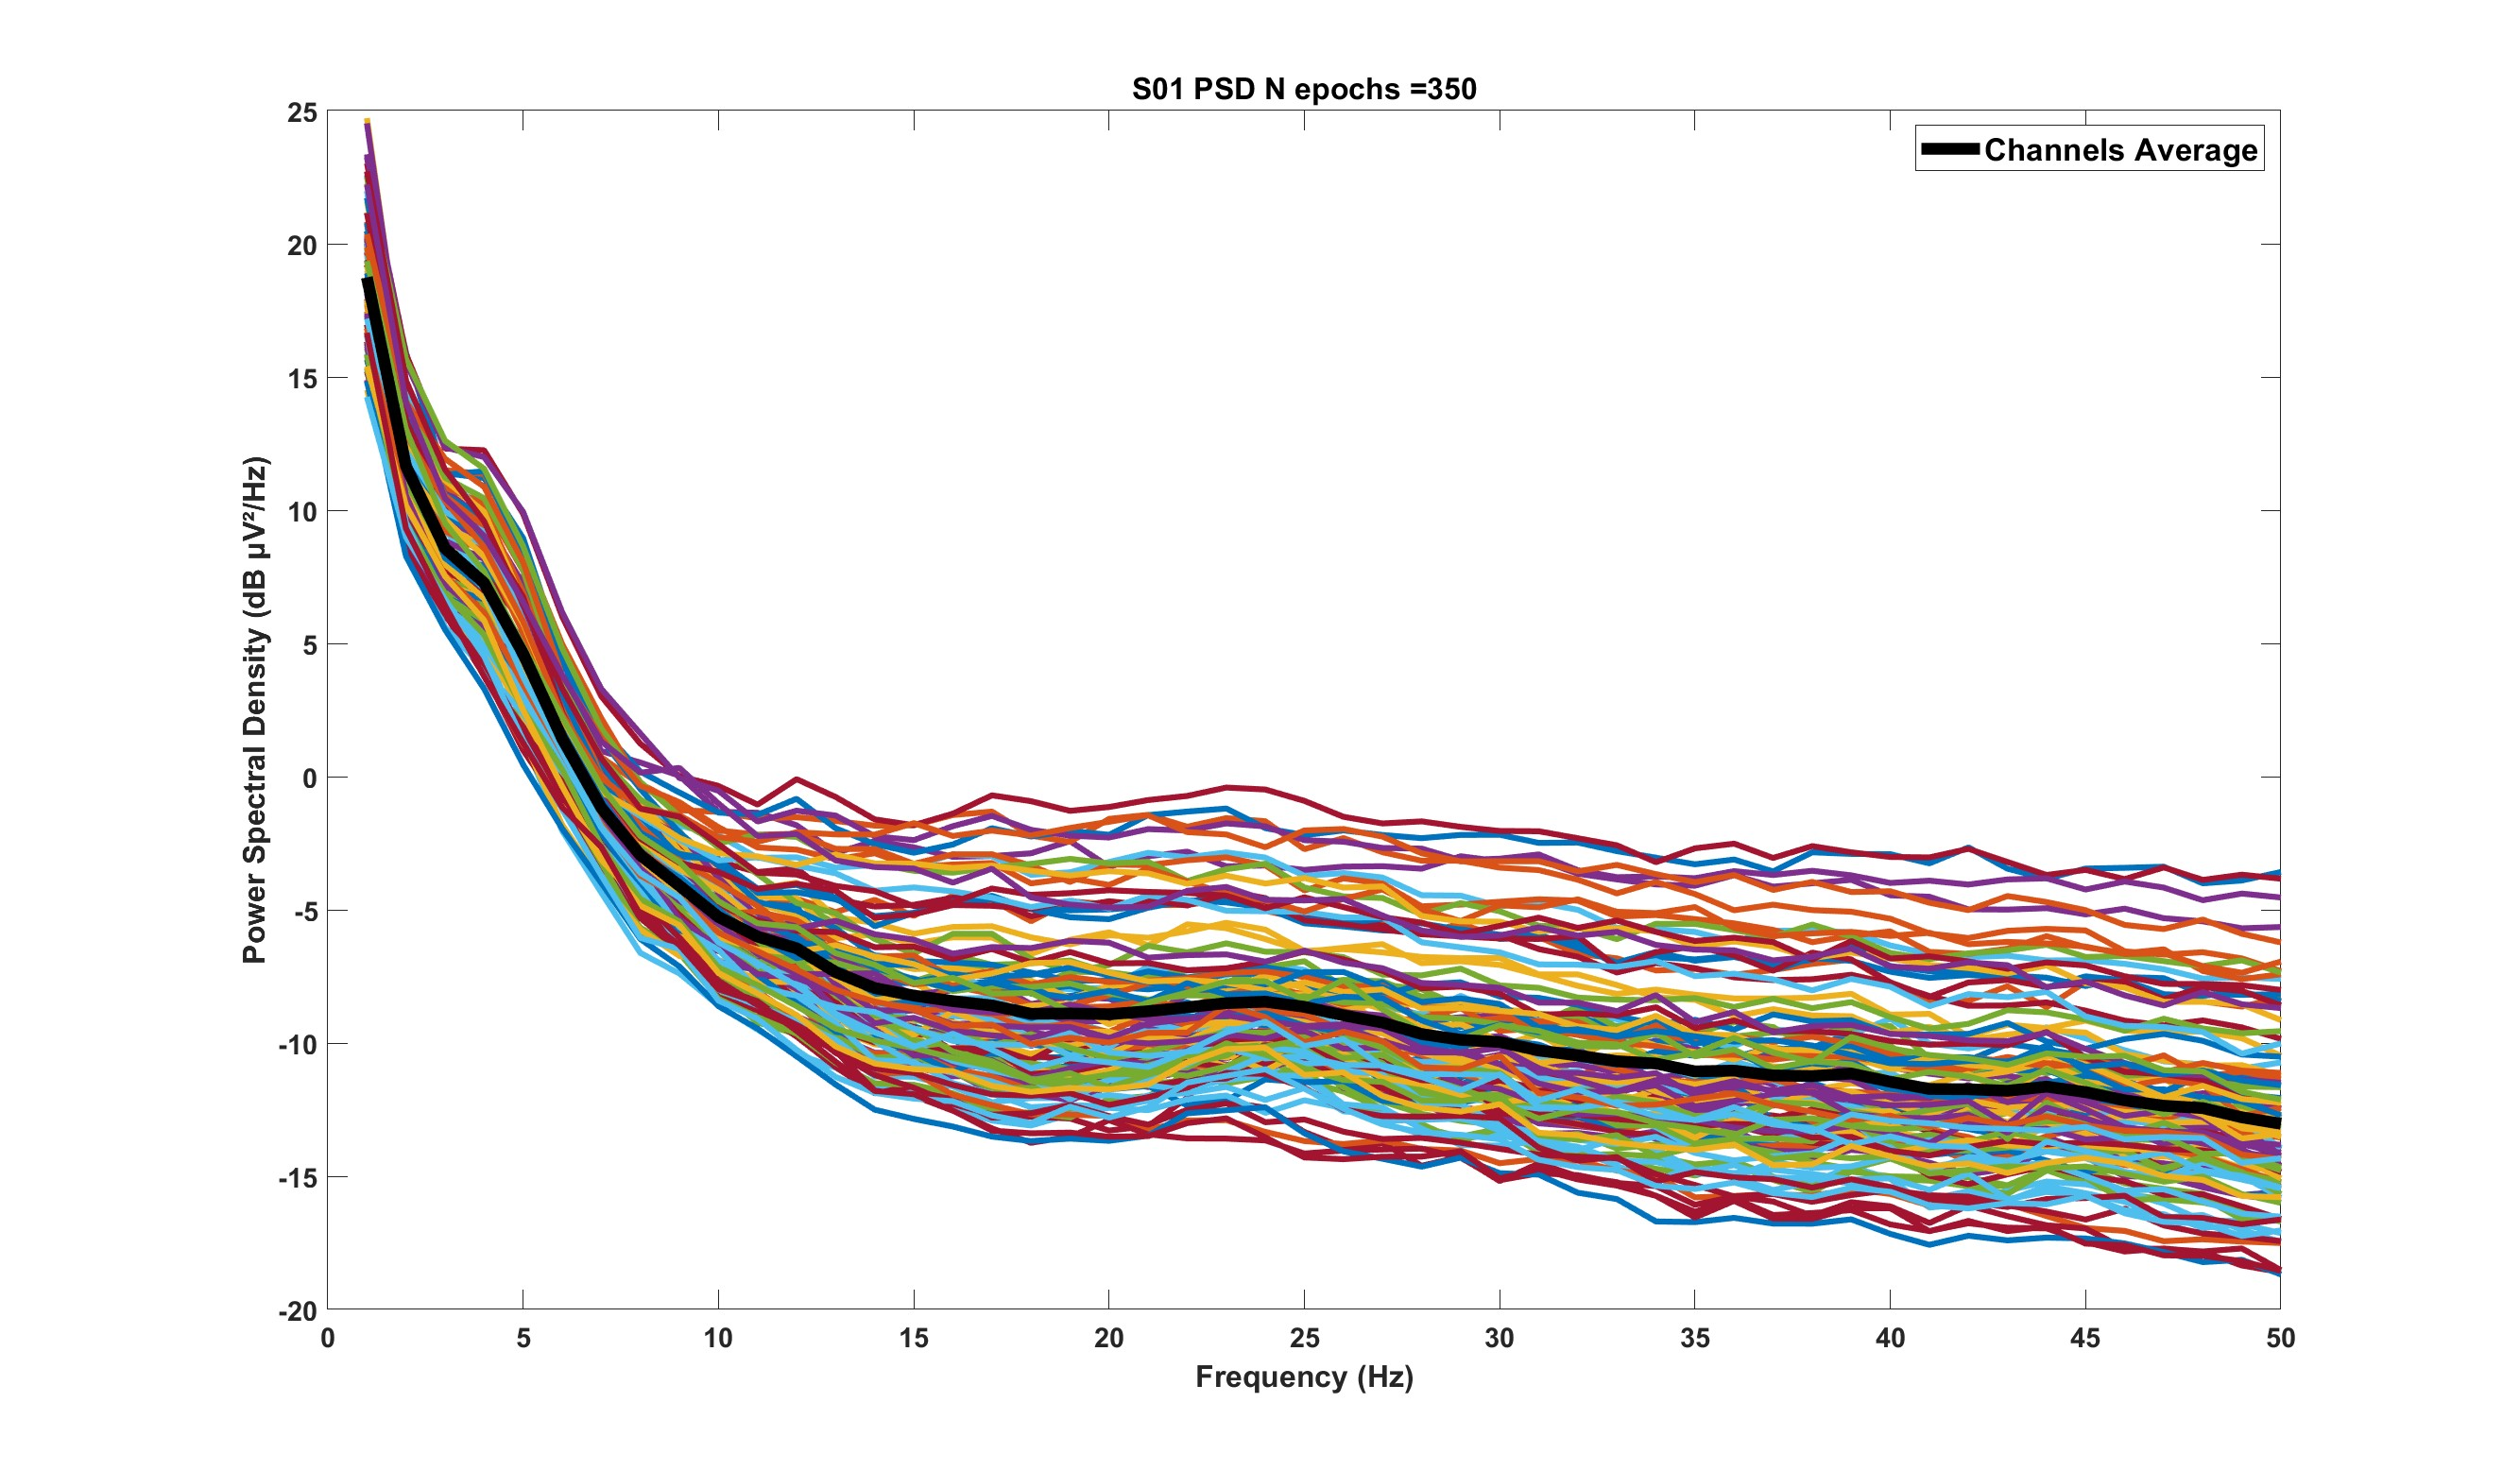 S01 PSD N epochs =350
Channels Average
Power Spectral Density (dB µV²/Hz)
25
20
15
10
5
0
-5
-10
-15
-20
0 5 10 15 20 25 30 35 40 45 50
Frequency (Hz)